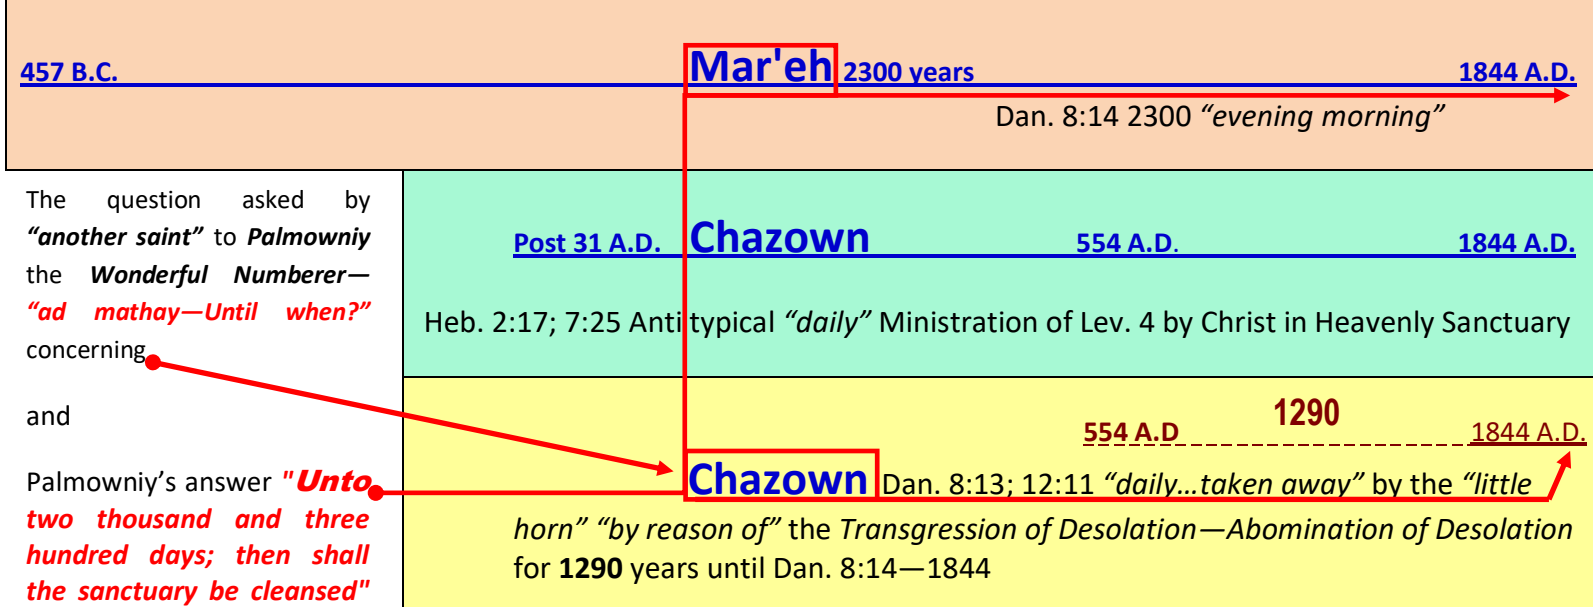 457 B.C. Mar'eh 2300 years 1844 A.D.
Dan. 8:14 2300 “evening morning”
The question asked by
“another saint” to Palmowniy
the Wonderful Numberer—
“ad mathay—Until when?”
concerning
and
Palmowniy’s answer "Unto
two thousand and three
hundred days; then shall
the sanctuary be cleansed"
Post 31 A.D. Chazown 554 A.D. 1844 A.D.
Heb. 2:17; 7:25 Antitypical “daily” Ministration of Lev. 4 by Christ in Heavenly Sanctuary
1290
554 A.D 1844 A.D.
Chazown Dan. 8:13; 12:11 “daily…taken away” by the “little
horn” “by reason of” the Transgression of Desolation—Abomination of Desolation
for 1290 years until Dan. 8:14—1844